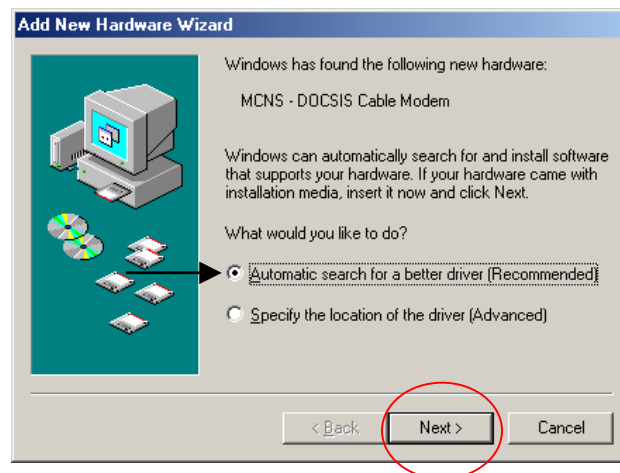 Add New Hardware Wizard
Windows has found the following new hardware:
MCNS - DOCSIS Cable Modem
Windows can automatically search for and install software
that supports your hardware. If your hardware came with
installation media, insert it now and click Next.
What would you like to do?
Automatic search for a better driver (Recommended)
Specify the location of the driver (Advanced)
< Back
Next >
Cancel